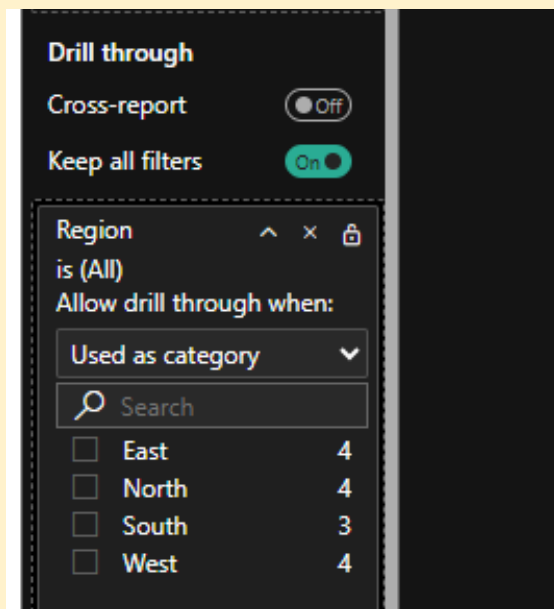 Drill through
Cross-report Off
Keep all filters On
Region
is (All)
Allow drill through when:
Used as category
Search
East 4
North 4
South 3
West 4